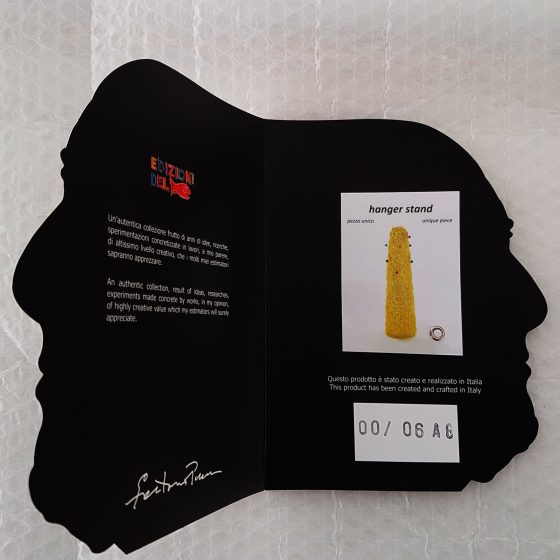 EDIZIONI
DEL
Un'autentica collezione frutto di anni di idee, ricerche,
sperimentazioni concretizzate in lavori, a mio parere,
di altissimo livello creativo, che i molti miei estimatori
sapranno apprezzare.
An authentic collection, result of ideas, researches,
experiments made concrete by works, in my opinion,
of highly creative value which my estimators will surely
appreciate.
hanger stand
pezzo unico unique piece
Questo prodotto è stato creato e realizzato in Italia
This product has been created and crafted in Italy
00/ 06 A6